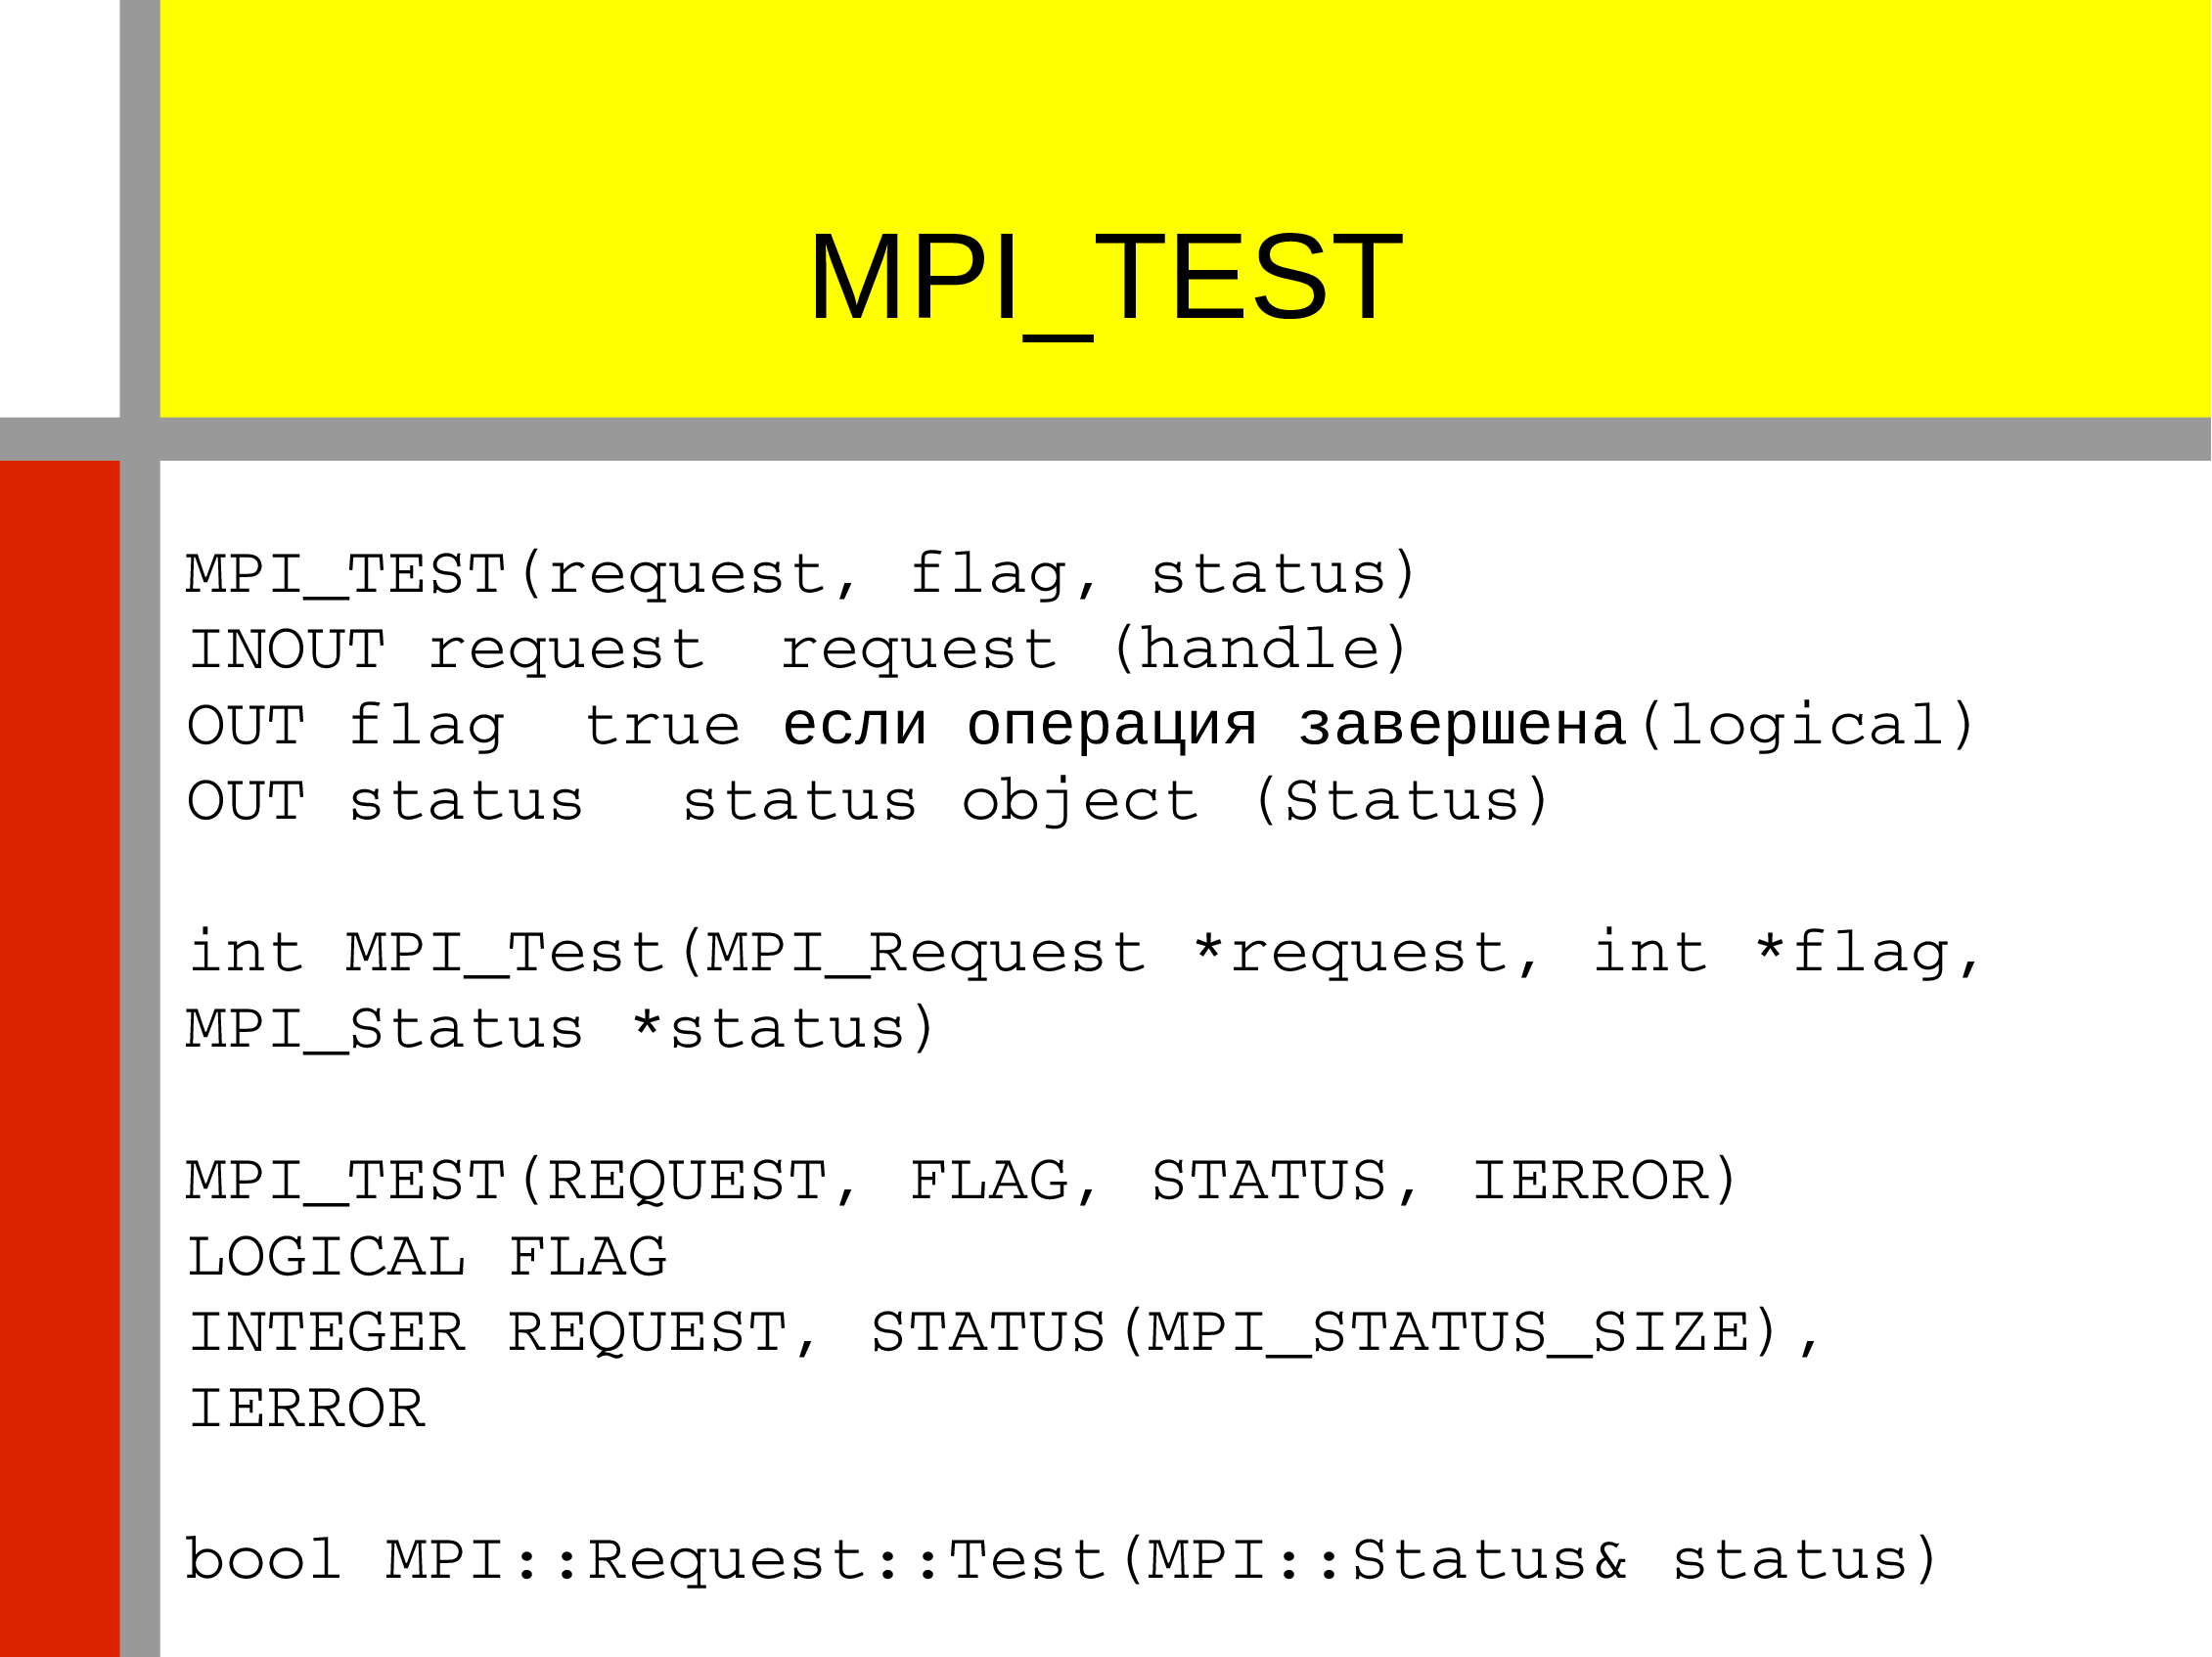 MPI_TEST
MPI_TEST(request, flag, status)
INOUT request  request (handle)
OUT flag  true если операция завершена(logical)
OUT status  status object (Status)
int MPI_Test(MPI_Request *request, int *flag,
MPI_Status *status)
MPI_TEST(REQUEST, FLAG, STATUS, IERROR)
LOGICAL FLAG
INTEGER REQUEST, STATUS(MPI_STATUS_SIZE),
IERROR
bool MPI::Request::Test(MPI::Status& status)